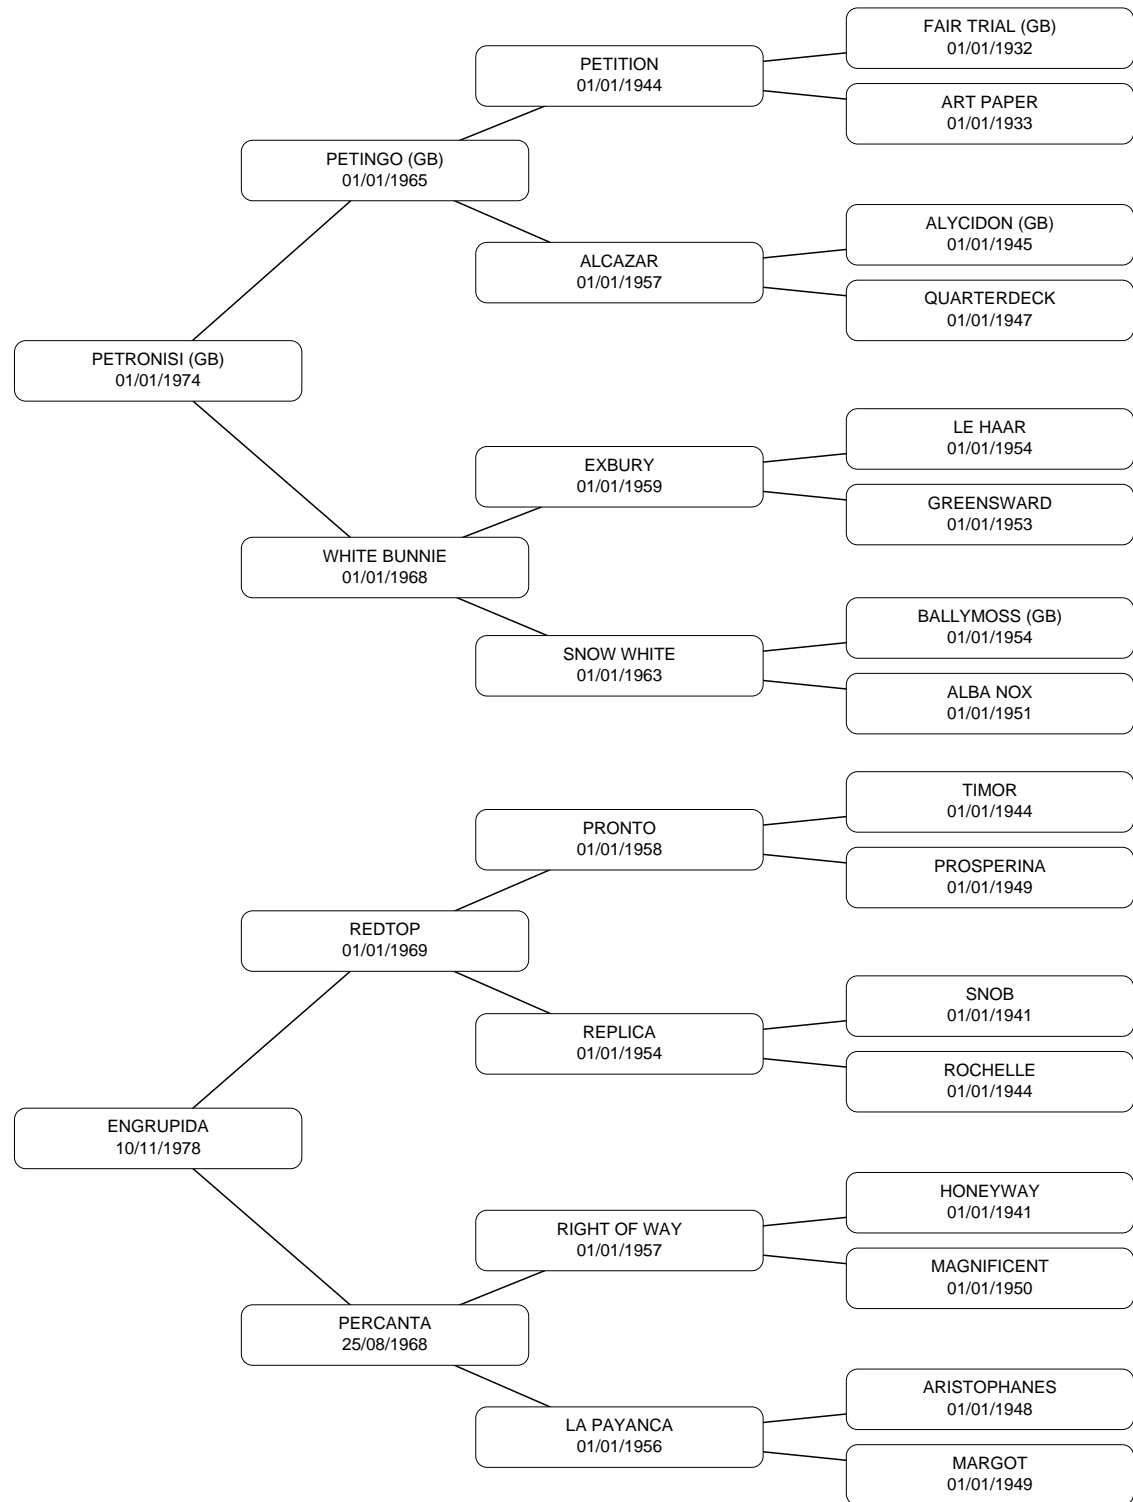 FAIR TRIAL (GB)
01/01/1932
PETITION
01/01/1944
ART PAPER
01/01/1933
PETINGO (GB)
01/01/1965
ALYCIDON (GB)
01/01/1945
ALCAZAR
01/01/1957
QUARTERDECK
01/01/1947
PETRONISI (GB)
01/01/1974
LE HAAR
01/01/1954
EXBURY
01/01/1959
GREENSWARD
01/01/1953
WHITE BUNNIE
01/01/1968
BALLYMOSS (GB)
01/01/1954
SNOW WHITE
01/01/1963
ALBA NOX
01/01/1951
TIMOR
01/01/1944
PRONTO
01/01/1958
PROSPERINA
01/01/1949
REDTOP
01/01/1969
SNOB
01/01/1941
REPLICA
01/01/1954
ROCHELLE
01/01/1944
ENGRUPIDA
10/11/1978
HONEYWAY
01/01/1941
RIGHT OF WAY
01/01/1957
MAGNIFICENT
01/01/1950
PERCANTA
25/08/1968
ARISTOPHANES
01/01/1948
LA PAYANCA
01/01/1956
MARGOT
01/01/1949